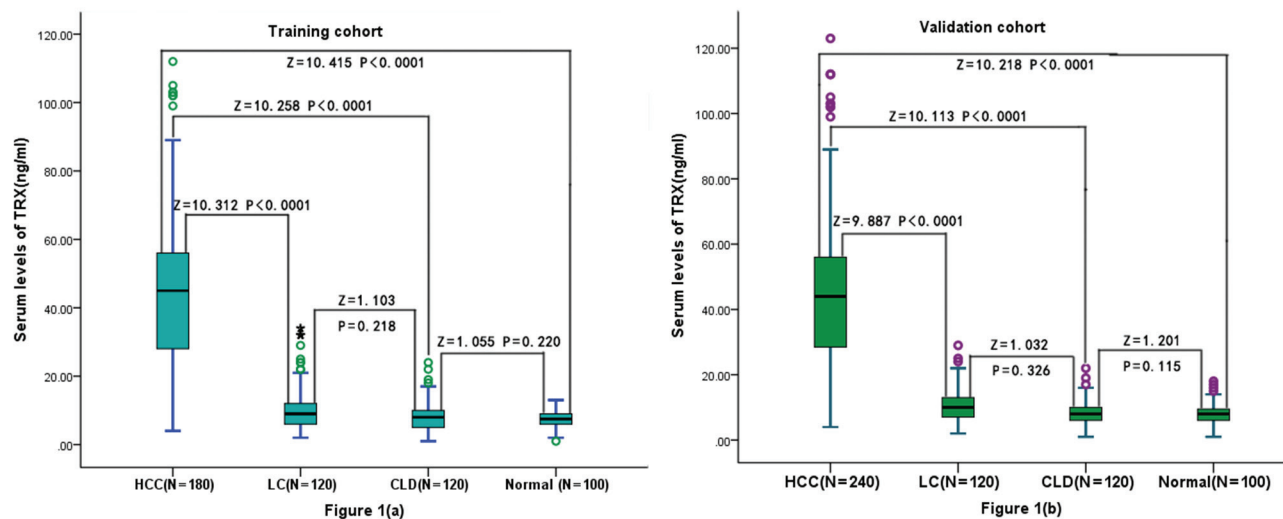 Training cohort
Z=10.415 P<0.0001
Z=10.258 P<0.0001
Z=10.312 P<0.0001
Z=1.103
P=0.218
Z=1.055 P=0.220
Serum levels of TRX(ng/ml)
120.00
100.00
80.00
60.00
40.00
20.00
.00
HCC(N=180) LC(N=120) CLD(N=120) Normal (N=100)
Figure 1(a)
Validation cohort
Z=10.218 P<0.0001
Z=10.113 P<0.0001
Z=9.887 P<0.0001
Z=1.032
P=0.326
Z=1.201
P=0.115
Serum levels of TRX(ng/ml)
120.00
100.00
80.00
60.00
40.00
20.00
.00
HCC(N=240) LC(N=120) CLD(N=120) Normal(N=100)
Figure 1(b)